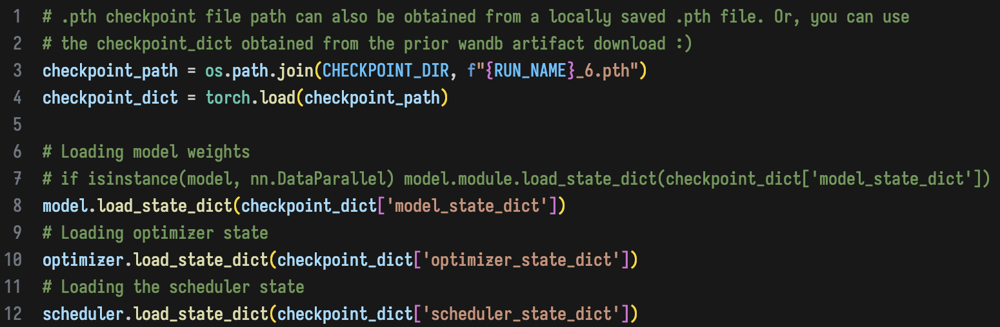 1 # .pth checkpoint file path can also be obtained from a locally saved .pth file. Or, you can use
2 # the checkpoint_dict obtained from the prior wandb artifact download :)
3 checkpoint_path = os.path.join(CHECKPOINT_DIR, f"{RUN_NAME}_6.pth")
4 checkpoint_dict = torch.load(checkpoint_path)
5
6 # Loading model weights
7 # if isinstance(model, nn.DataParallel) model.module.load_state_dict(checkpoint_dict['model_state_dict'])
8 model.load_state_dict(checkpoint_dict['model_state_dict'])
9 # Loading optimizer state
10 optimizer.load_state_dict(checkpoint_dict['optimizer_state_dict'])
11 # Loading the scheduler state
12 scheduler.load_state_dict(checkpoint_dict['scheduler_state_dict'])